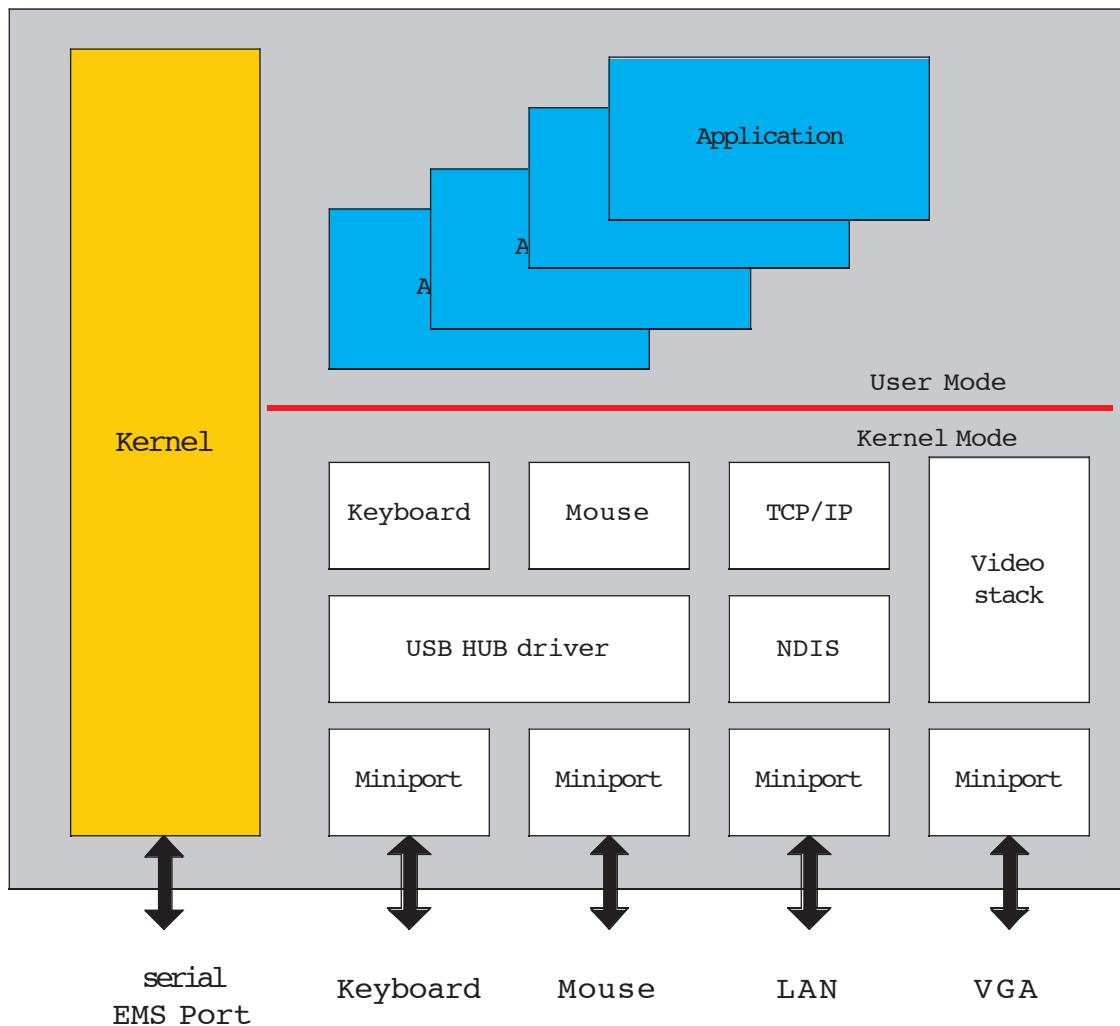 Application
A
A
User Mode
Kernel
Kernel Mode
Keyboard
Mouse
TCP/IP
Video
stack
USB HUB driver
NDIS
Miniport
Miniport
Miniport
Miniport
serial
EMS Port
Keyboard
Mouse
LAN
VGA